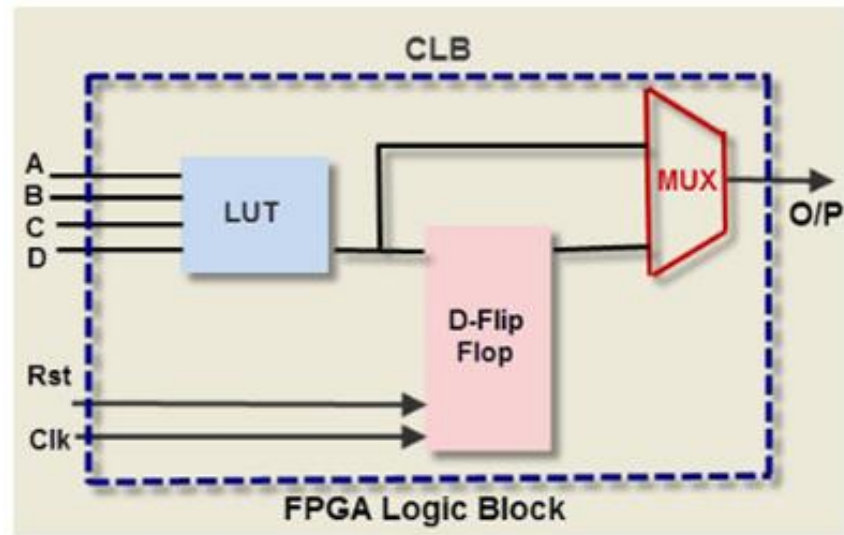 CLB
A
B
C
D
LUT
MUX
O/P
D-Flip
Flop
Rst
Clk
FPGA Logic Block